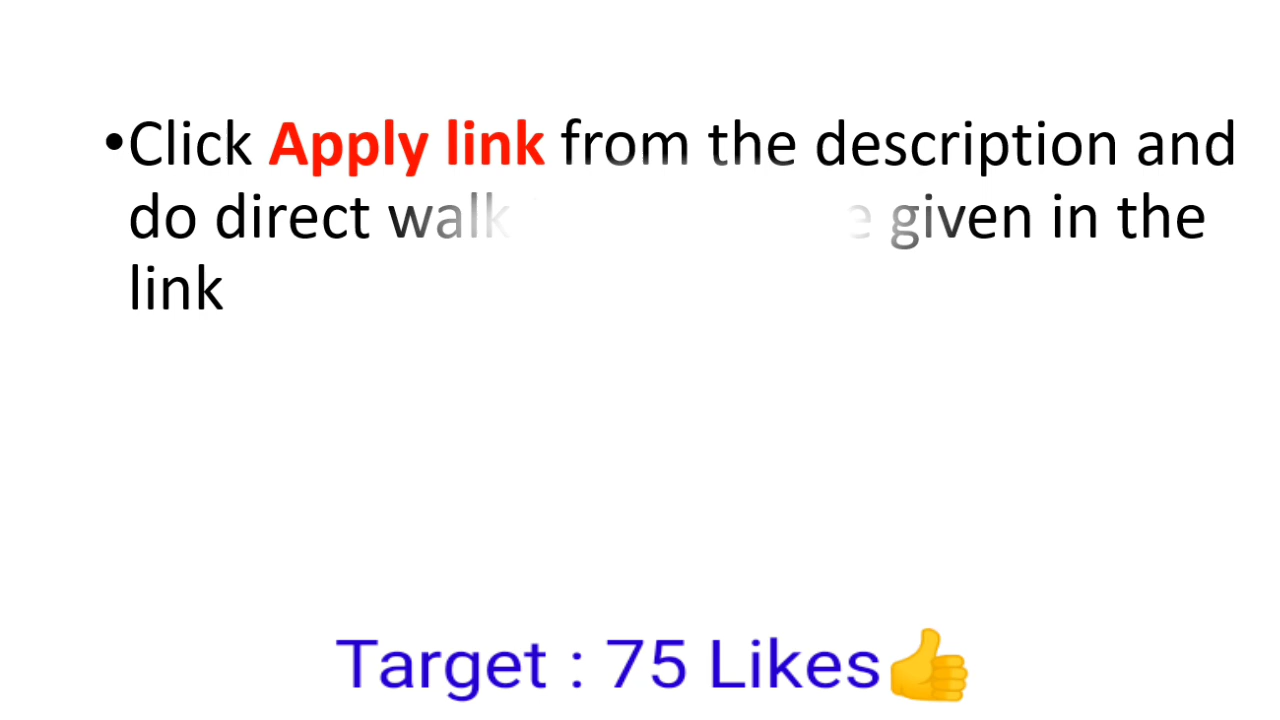 •Click Apply link from the description and
do direct walk given in the
link
Target : 75 Likes👍